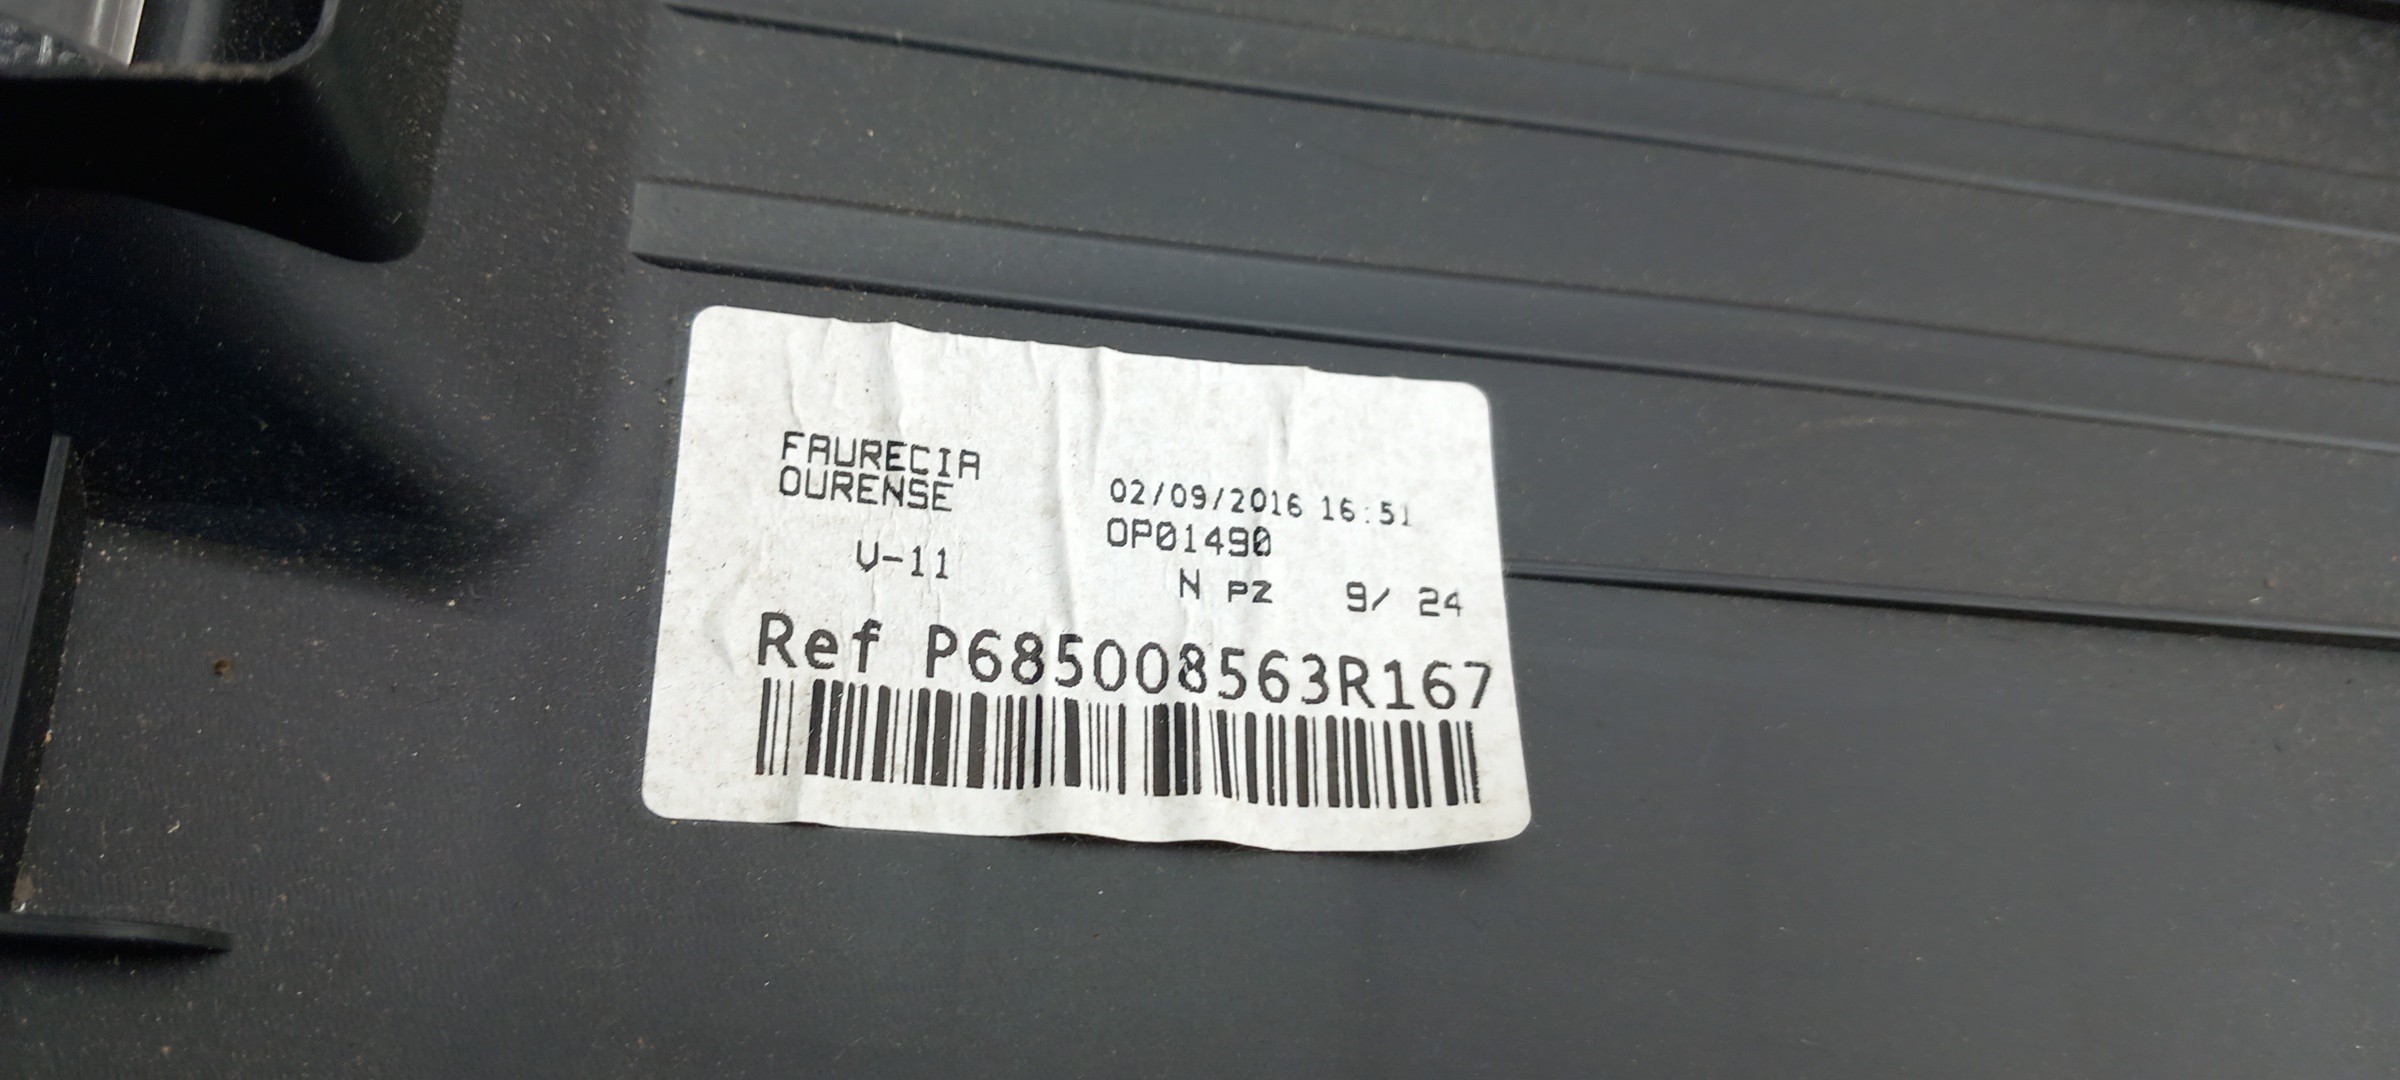 FAURECIA
OURENSE
02/09/2016 16:51
OP01490
V-11
N PZ 9/ 24
Ref P685008563R167